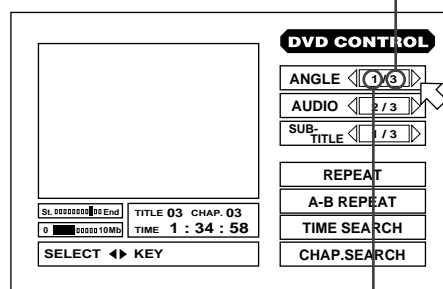 DVD CONTROL
ANGLE 1/3
AUDIO 2/3
SUB-TITLE 1/3
REPEAT
A-B REPEAT
TIME SEARCH
CHAP.SEARCH
St. End
0 10Mb
TITLE 03 CHAP. 03
TIME 1 : 34 : 58
SELECT ◀▶ KEY